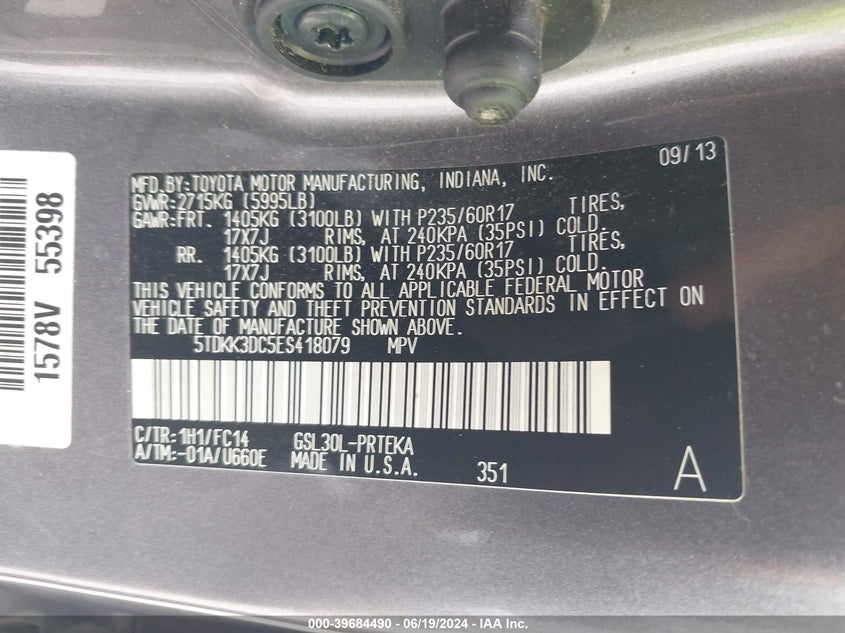 1578V 55398
09/13
MFD.BY:TOYOTA MOTOR MANUFACTURING, INDIANA, INC.
GVWR:2715KG (5995LB)
GAWR:FRT. 1405KG (3100LB) WITH P235/60R17 TIRES,
17X7J RIMS, AT 240KPA (35PSI) COLD.
RR. 1405KG (3100LB) WITH P235/60R17 TIRES,
17X7J RIMS, AT 240KPA (35PSI) COLD.
THIS VEHICLE CONFORMS TO ALL APPLICABLE FEDERAL MOTOR
VEHICLE SAFETY AND THEFT PREVENTION STANDARDS IN EFFECT ON
THE DATE OF MANUFACTURE SHOWN ABOVE.
5TDKK3DC5ES418079 MPV
C/TR:1H1/FC14 GSL30L-PRTEKA
A/TM:-01A/U660E MADE IN U.S.A. 351 A
000-39684490 - 06/19/2024 - IAA Inc.